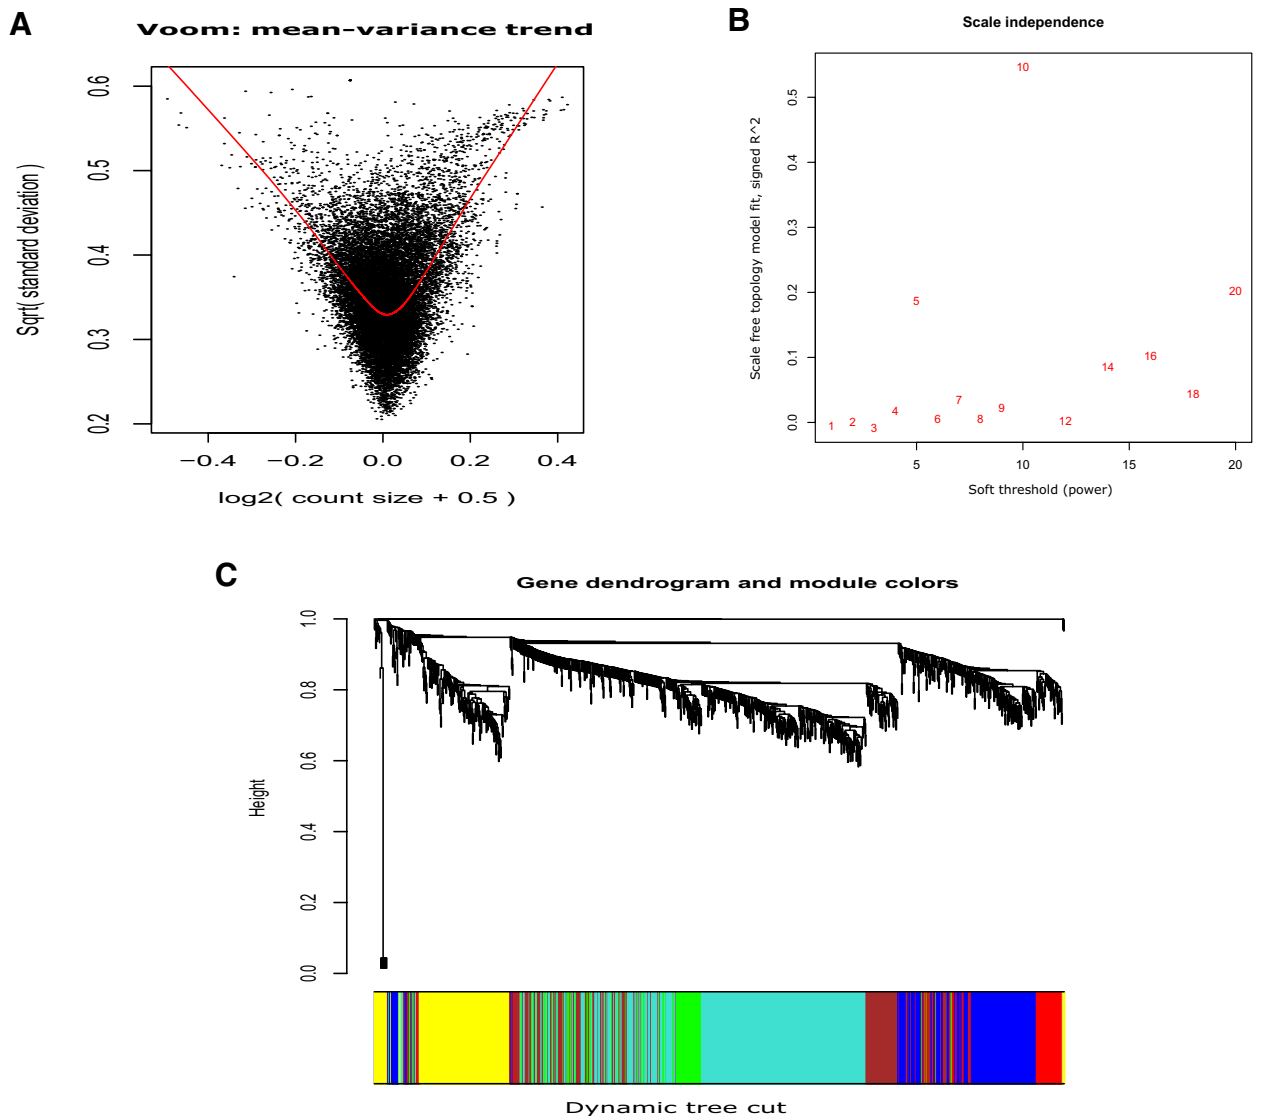 A
Voom: mean-variance trend
Sqrt( standard deviation )
0.6
0.5
0.4
0.3
0.2
−0.4 −0.2 0.0 0.2 0.4
log2( count size + 0.5 )
B
Scale independence
Scale free topology model fit, signed R^2
0.5
0.4
0.3
0.2
0.1
0.0
10
5
20
16
14
18
7
9
4
6
8
12
2
1
3
5 10 15 20
Soft threshold (power)
C
Gene dendrogram and module colors
Height
1.0
0.8
0.6
0.4
0.2
0.0
Dynamic tree cut